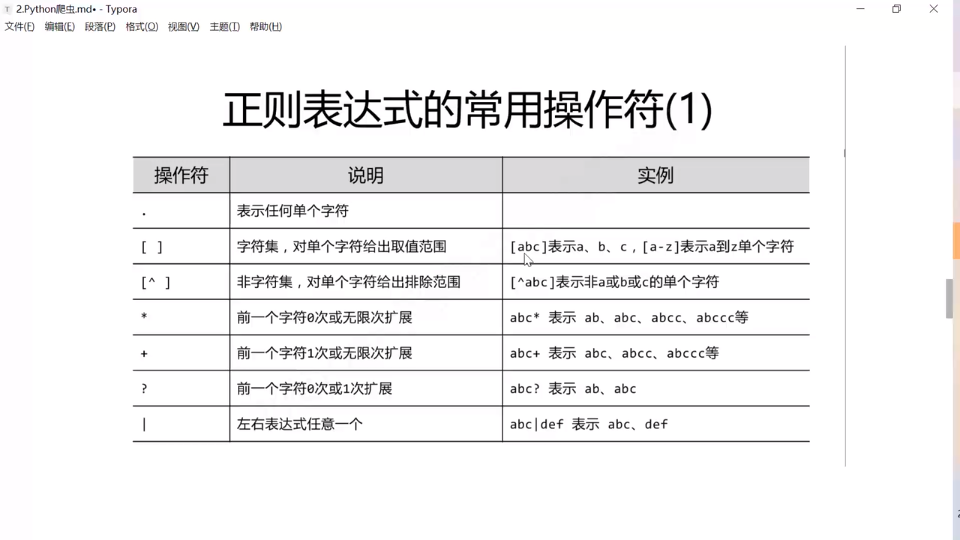 2.Python爬虫.md• - Typora
文件(F) 编辑(E) 段落(P) 格式(O) 视图(V) 主题(T) 帮助(H)
正则表达式的常用操作符(1)
操作符 说明 实例
. 表示任何单个字符
[ ] 字符集，对单个字符给出取值范围 [abc]表示a、b、c，[a-z]表示a到z单个字符
[^ ] 非字符集，对单个字符给出排除范围 [^abc]表示非a或b或c的单个字符
* 前一个字符0次或无限次扩展 abc* 表示 ab、abc、abcc、abccc等
+ 前一个字符1次或无限次扩展 abc+ 表示 abc、abcc、abccc等
? 前一个字符0次或1次扩展 abc? 表示 ab、abc
| 左右表达式任意一个 abc|def 表示 abc、def